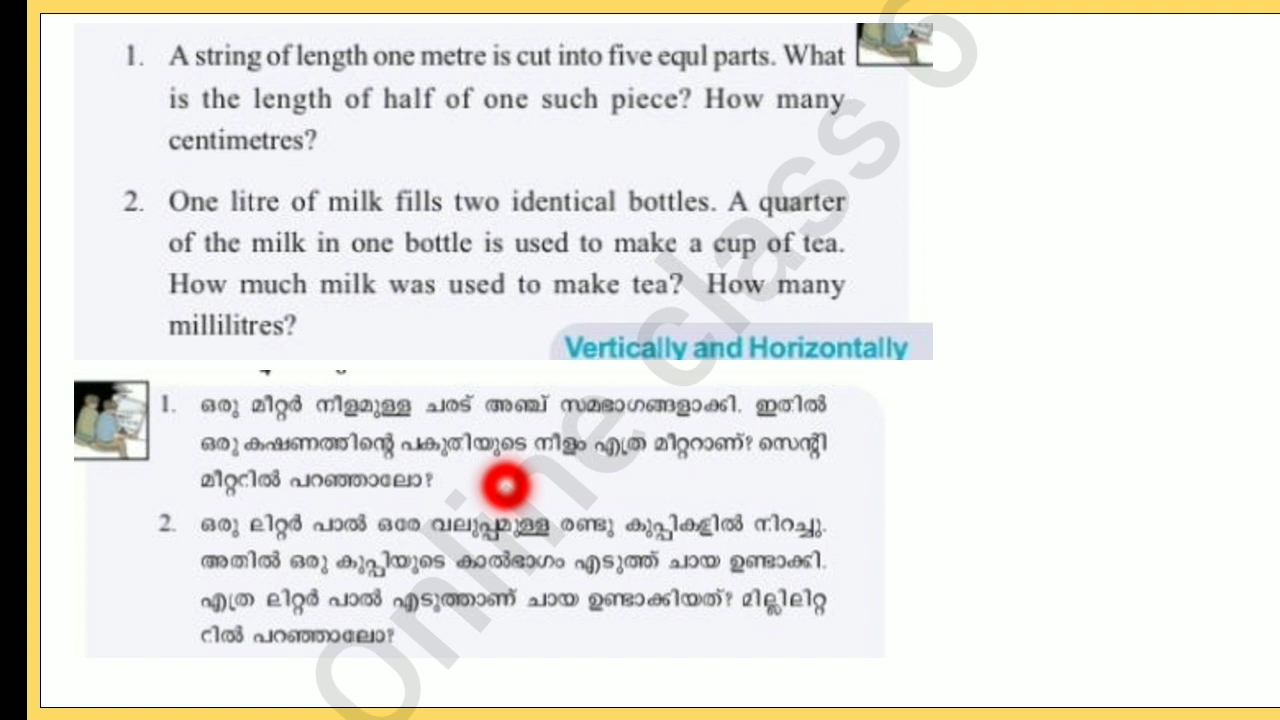 1. A string of length one metre is cut into five equl parts. What
is the length of half of one such piece? How many
centimetres?
2. One litre of milk fills two identical bottles. A quarter
of the milk in one bottle is used to make a cup of tea.
How much milk was used to make tea? How many
millilitres?
Vertically and Horizontally
1. ഒരു മീറ്റർ നീളമുള്ള ചരട് അഞ്ച് സമഭാഗങ്ങളാക്കി. ഇതിൽ
ഒരു കഷണത്തിന്റെ പകുതിയുടെ നീളം എത്ര മീറ്ററാണ്? സെന്റി
മീറ്ററിൽ പറഞ്ഞാലോ?
2. ഒരു ലിറ്റർ പാൽ ഒരേ വലുപ്പമുള്ള രണ്ടു കുപ്പികളിൽ നിറച്ചു.
അതിൽ ഒരു കുപ്പിയുടെ കാൽഭാഗം എടുത്ത് ചായ ഉണ്ടാക്കി.
എത്ര ലിറ്റർ പാൽ എടുത്താണ് ചായ ഉണ്ടാക്കിയത്? മില്ലിലിറ്റ
റിൽ പറഞ്ഞാലോ?
Online class 6